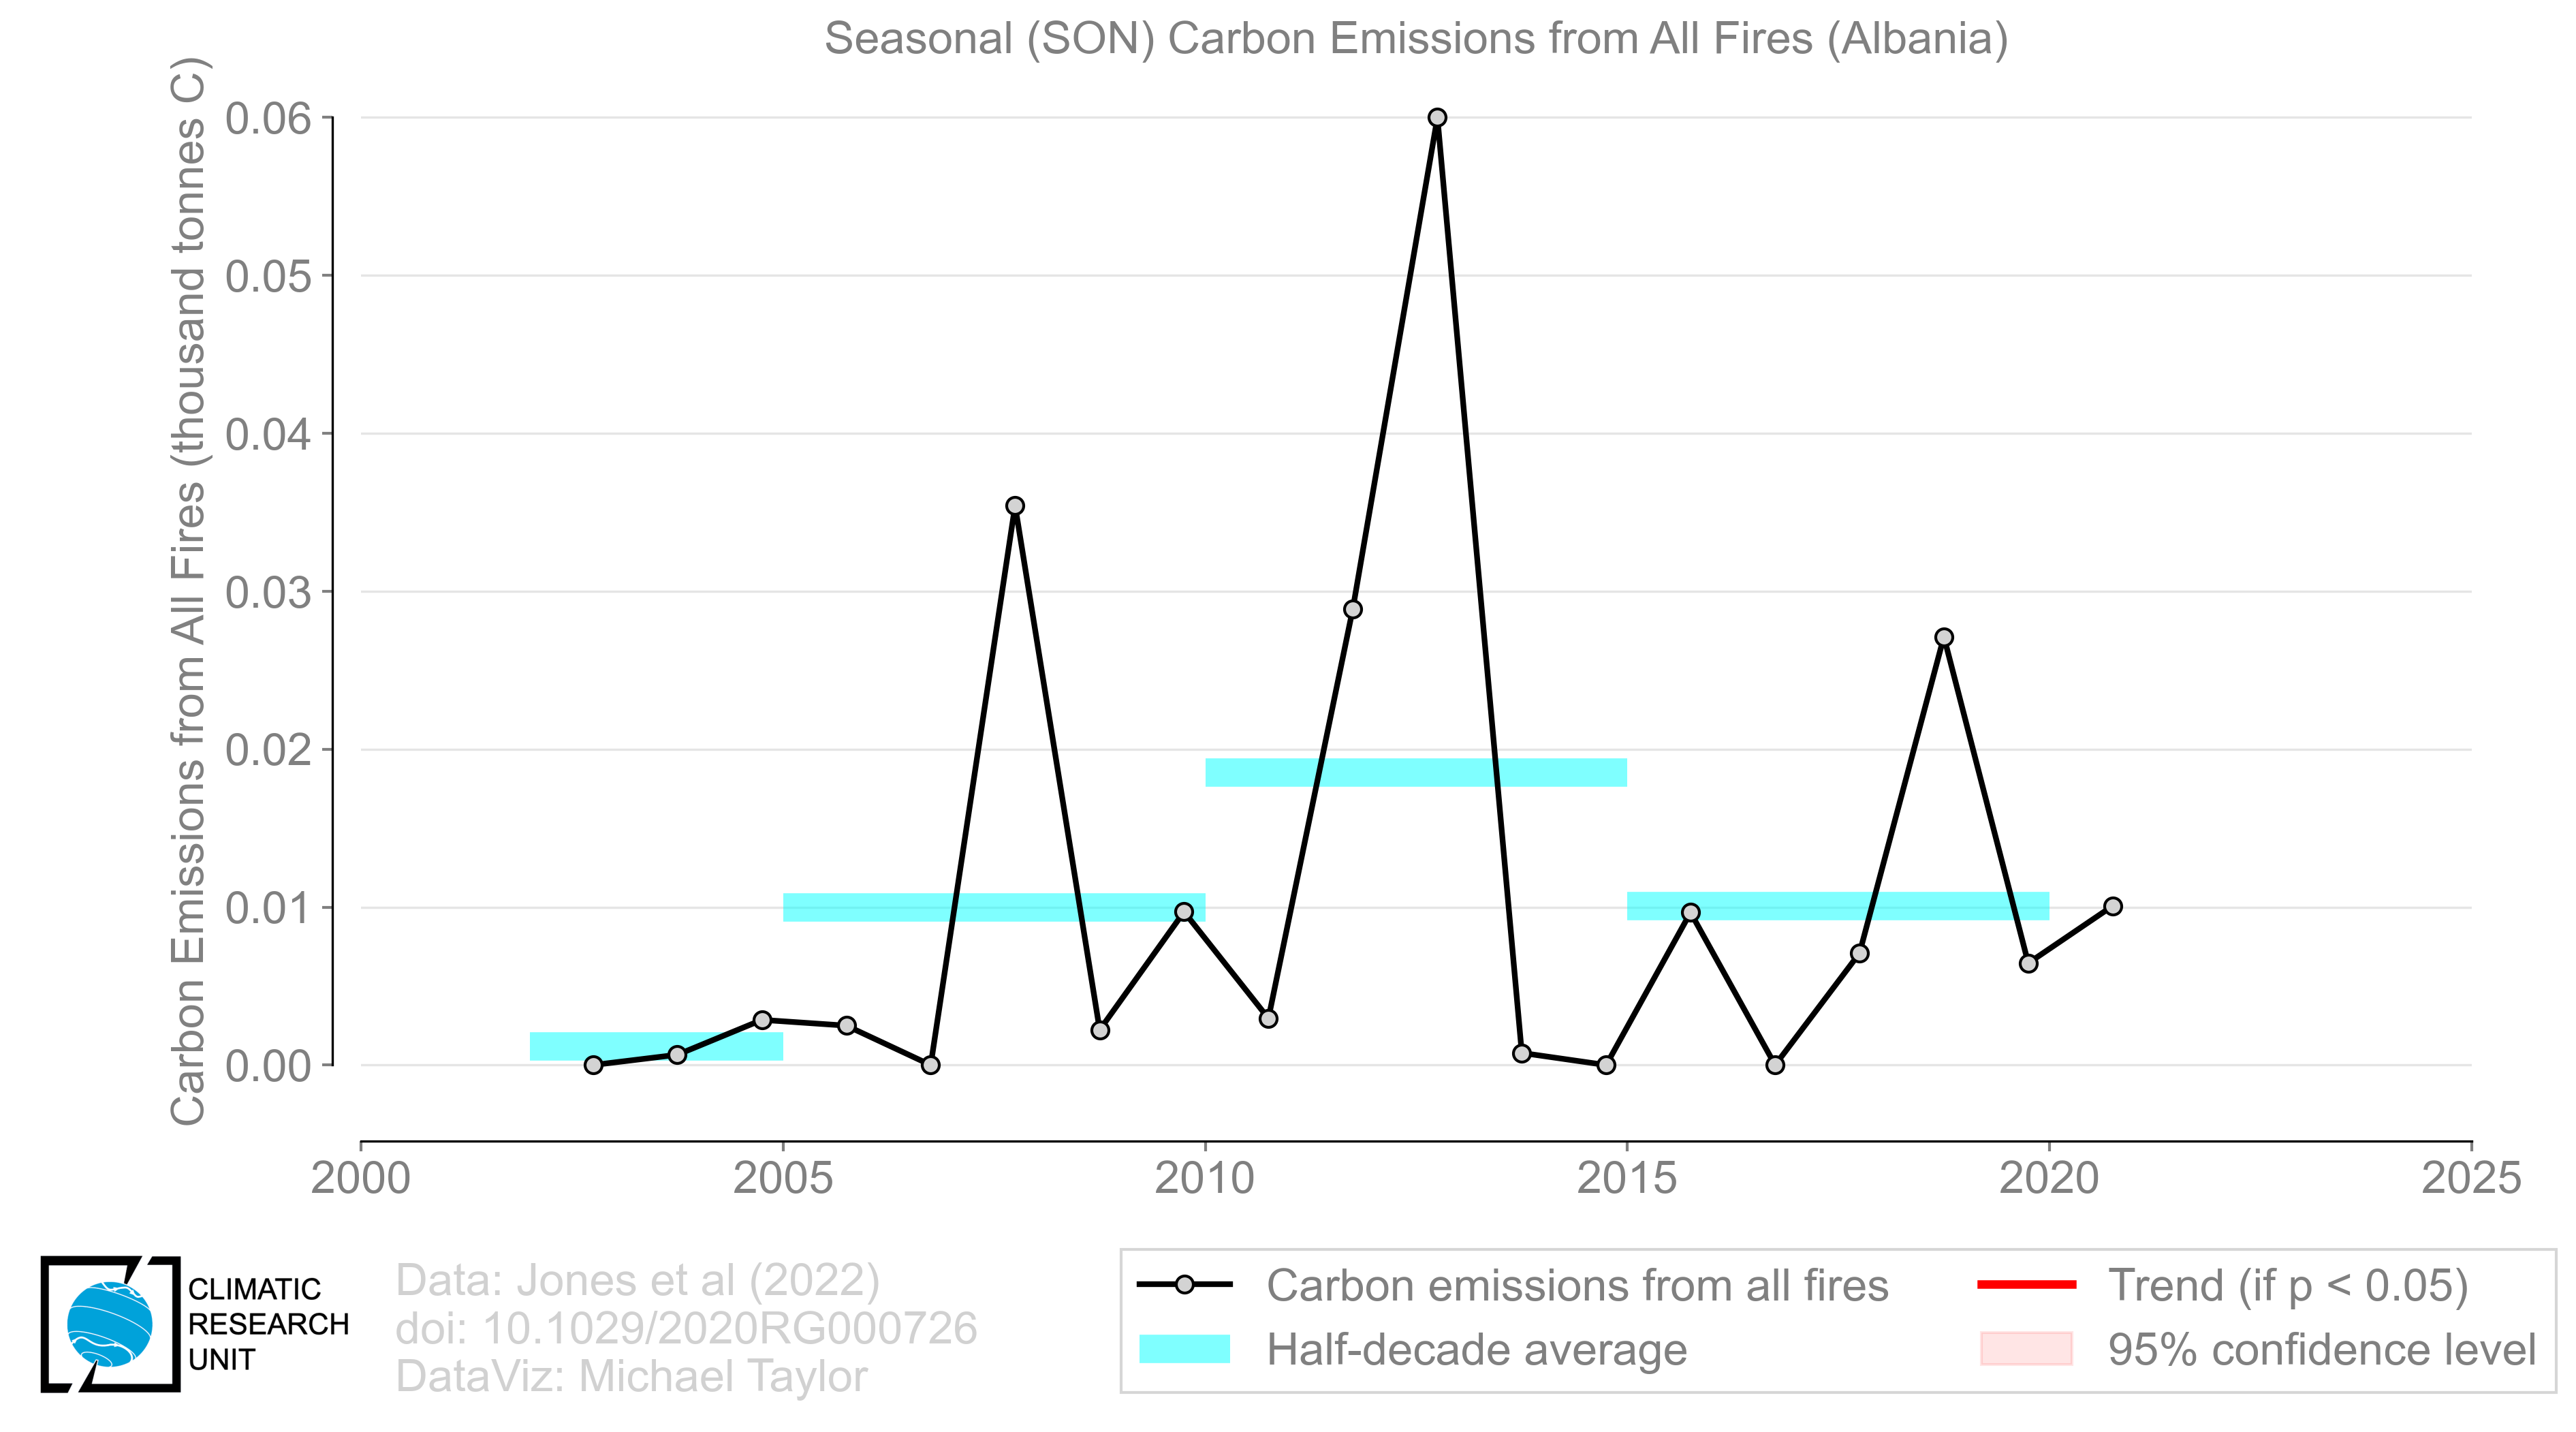 Seasonal (SON) Carbon Emissions from All Fires (Albania)
Carbon Emissions from All Fires (thousand tonnes C)
0.06
0.05
0.04
0.03
0.02
0.01
0.00
2000 2005 2010 2015 2020 2025
CLIMATIC
RESEARCH
UNIT
Data: Jones et al (2022)
doi: 10.1029/2020RG000726
DataViz: Michael Taylor
Carbon emissions from all fires
Half-decade average
Trend (if p < 0.05)
95% confidence level